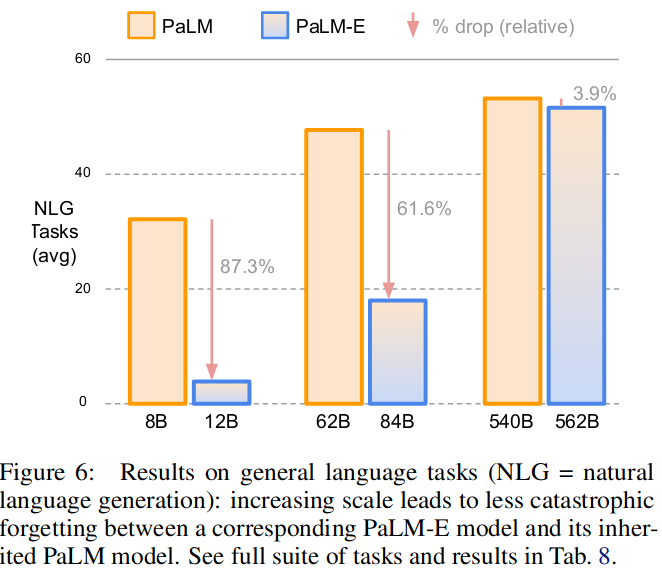 PaLM PaLM-E % drop (relative)
60
3.9%
40
NLG
Tasks
(avg)
61.6%
87.3%
20
0
8B 12B 62B 84B 540B 562B
Figure 6: Results on general language tasks (NLG = natural
language generation): increasing scale leads to less catastrophic
forgetting between a corresponding PaLM-E model and its inher-
ited PaLM model. See full suite of tasks and results in Tab. 8.